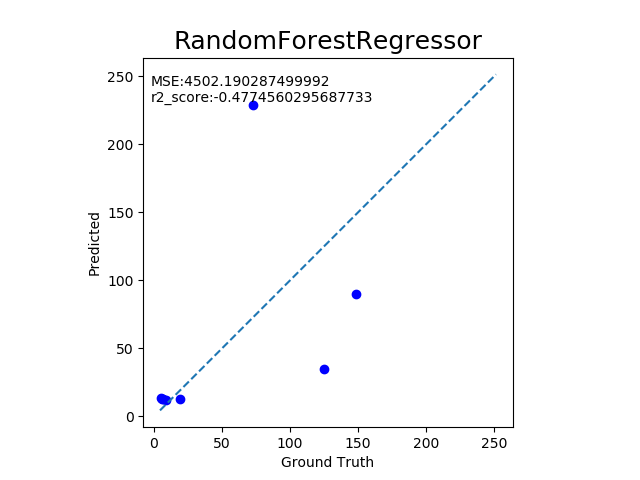 RandomForestRegressor
MSE:4502.190287499992
r2_score:-0.4774560295687733
250
200
150
100
50
0
Predicted
0 50 100 150 200 250
Ground Truth